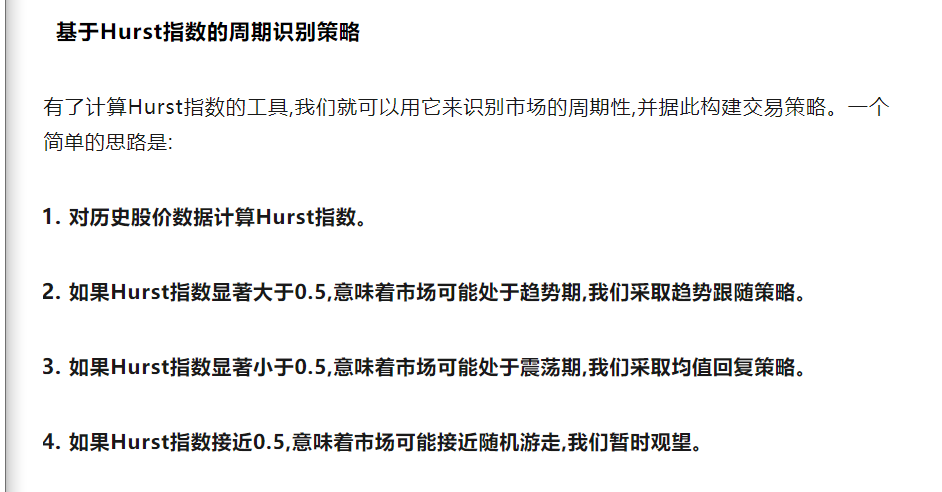 基于Hurst指数的周期识别策略
有了计算Hurst指数的工具,我们就可以用它来识别市场的周期性,并据此构建交易策略。一个
简单的思路是:
1. 对历史股价数据计算Hurst指数。
2. 如果Hurst指数显著大于0.5,意味着市场可能处于趋势期,我们采取趋势跟随策略。
3. 如果Hurst指数显著小于0.5,意味着市场可能处于震荡期,我们采取均值回复策略。
4. 如果Hurst指数接近0.5,意味着市场可能接近随机游走,我们暂时观望。